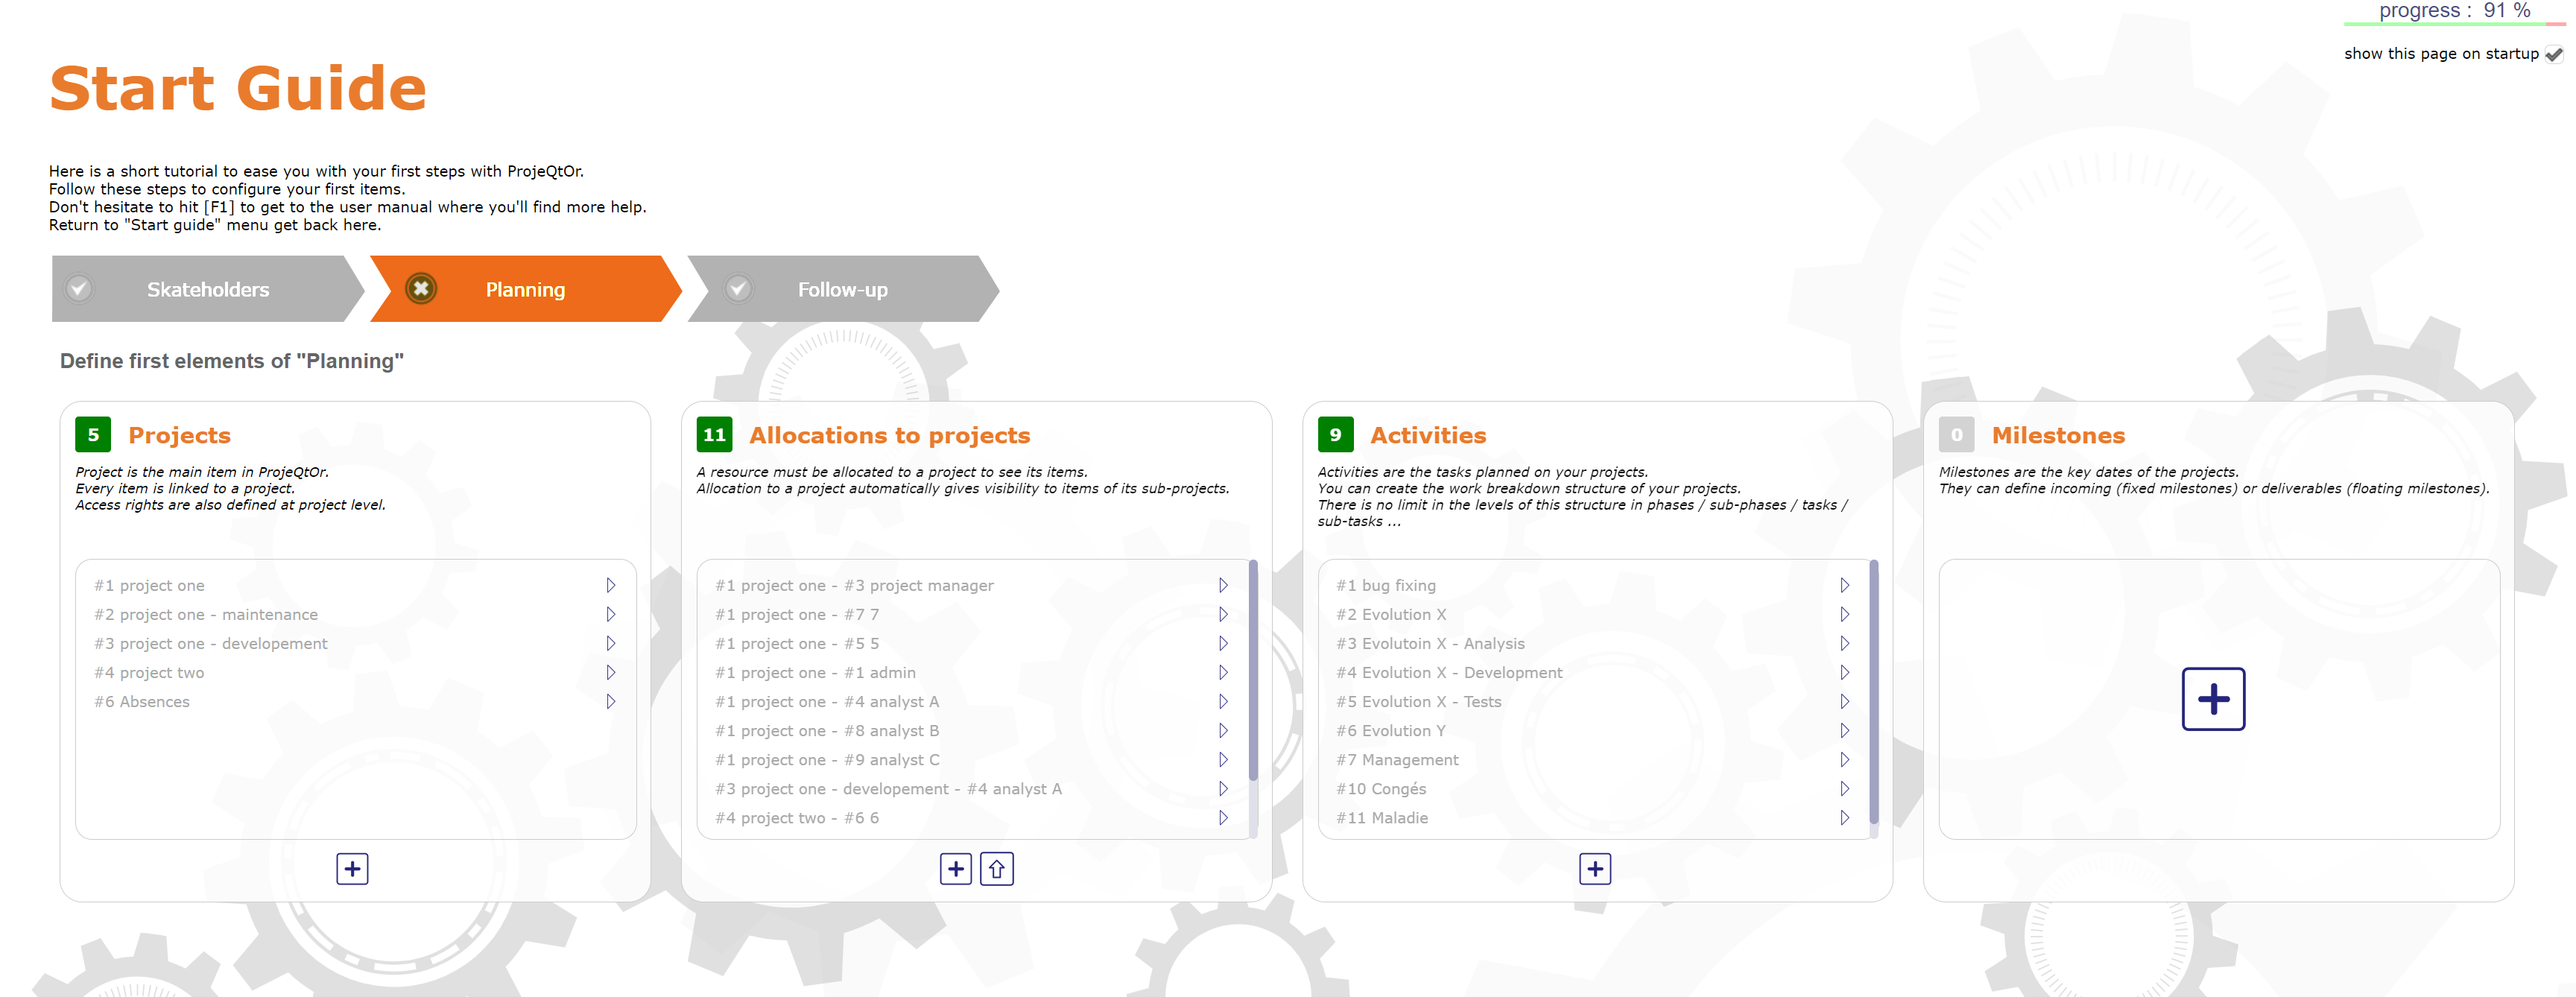 progress : 91 %
show this page on startup
Start Guide
Here is a short tutorial to ease you with your first steps with ProjeQtOr.
Follow these steps to configure your first items.
Don't hesitate to hit [F1] to get to the user manual where you'll find more help.
Return to "Start guide" menu get back here.
Skateholders
Planning
Follow-up
Define first elements of "Planning"
5 Projects
Project is the main item in ProjeQtOr.
Every item is linked to a project.
Access rights are also defined at project level.
#1 project one
#2 project one - maintenance
#3 project one - developement
#4 project two
#6 Absences
11 Allocations to projects
A resource must be allocated to a project to see its items.
Allocation to a project automatically gives visibility to items of its sub-projects.
#1 project one - #3 project manager
#1 project one - #7 7
#1 project one - #5 5
#1 project one - #1 admin
#1 project one - #4 analyst A
#1 project one - #8 analyst B
#1 project one - #9 analyst C
#3 project one - developement - #4 analyst A
#4 project two - #6 6
9 Activities
Activities are the tasks planned on your projects.
You can create the work breakdown structure of your projects.
There is no limit in the levels of this structure in phases / sub-phases / tasks /
sub-tasks ...
#1 bug fixing
#2 Evolution X
#3 Evolutoin X - Analysis
#4 Evolution X - Development
#5 Evolution X - Tests
#6 Evolution Y
#7 Management
#10 Congés
#11 Maladie
0 Milestones
Milestones are the key dates of the projects.
They can define incoming (fixed milestones) or deliverables (floating milestones).